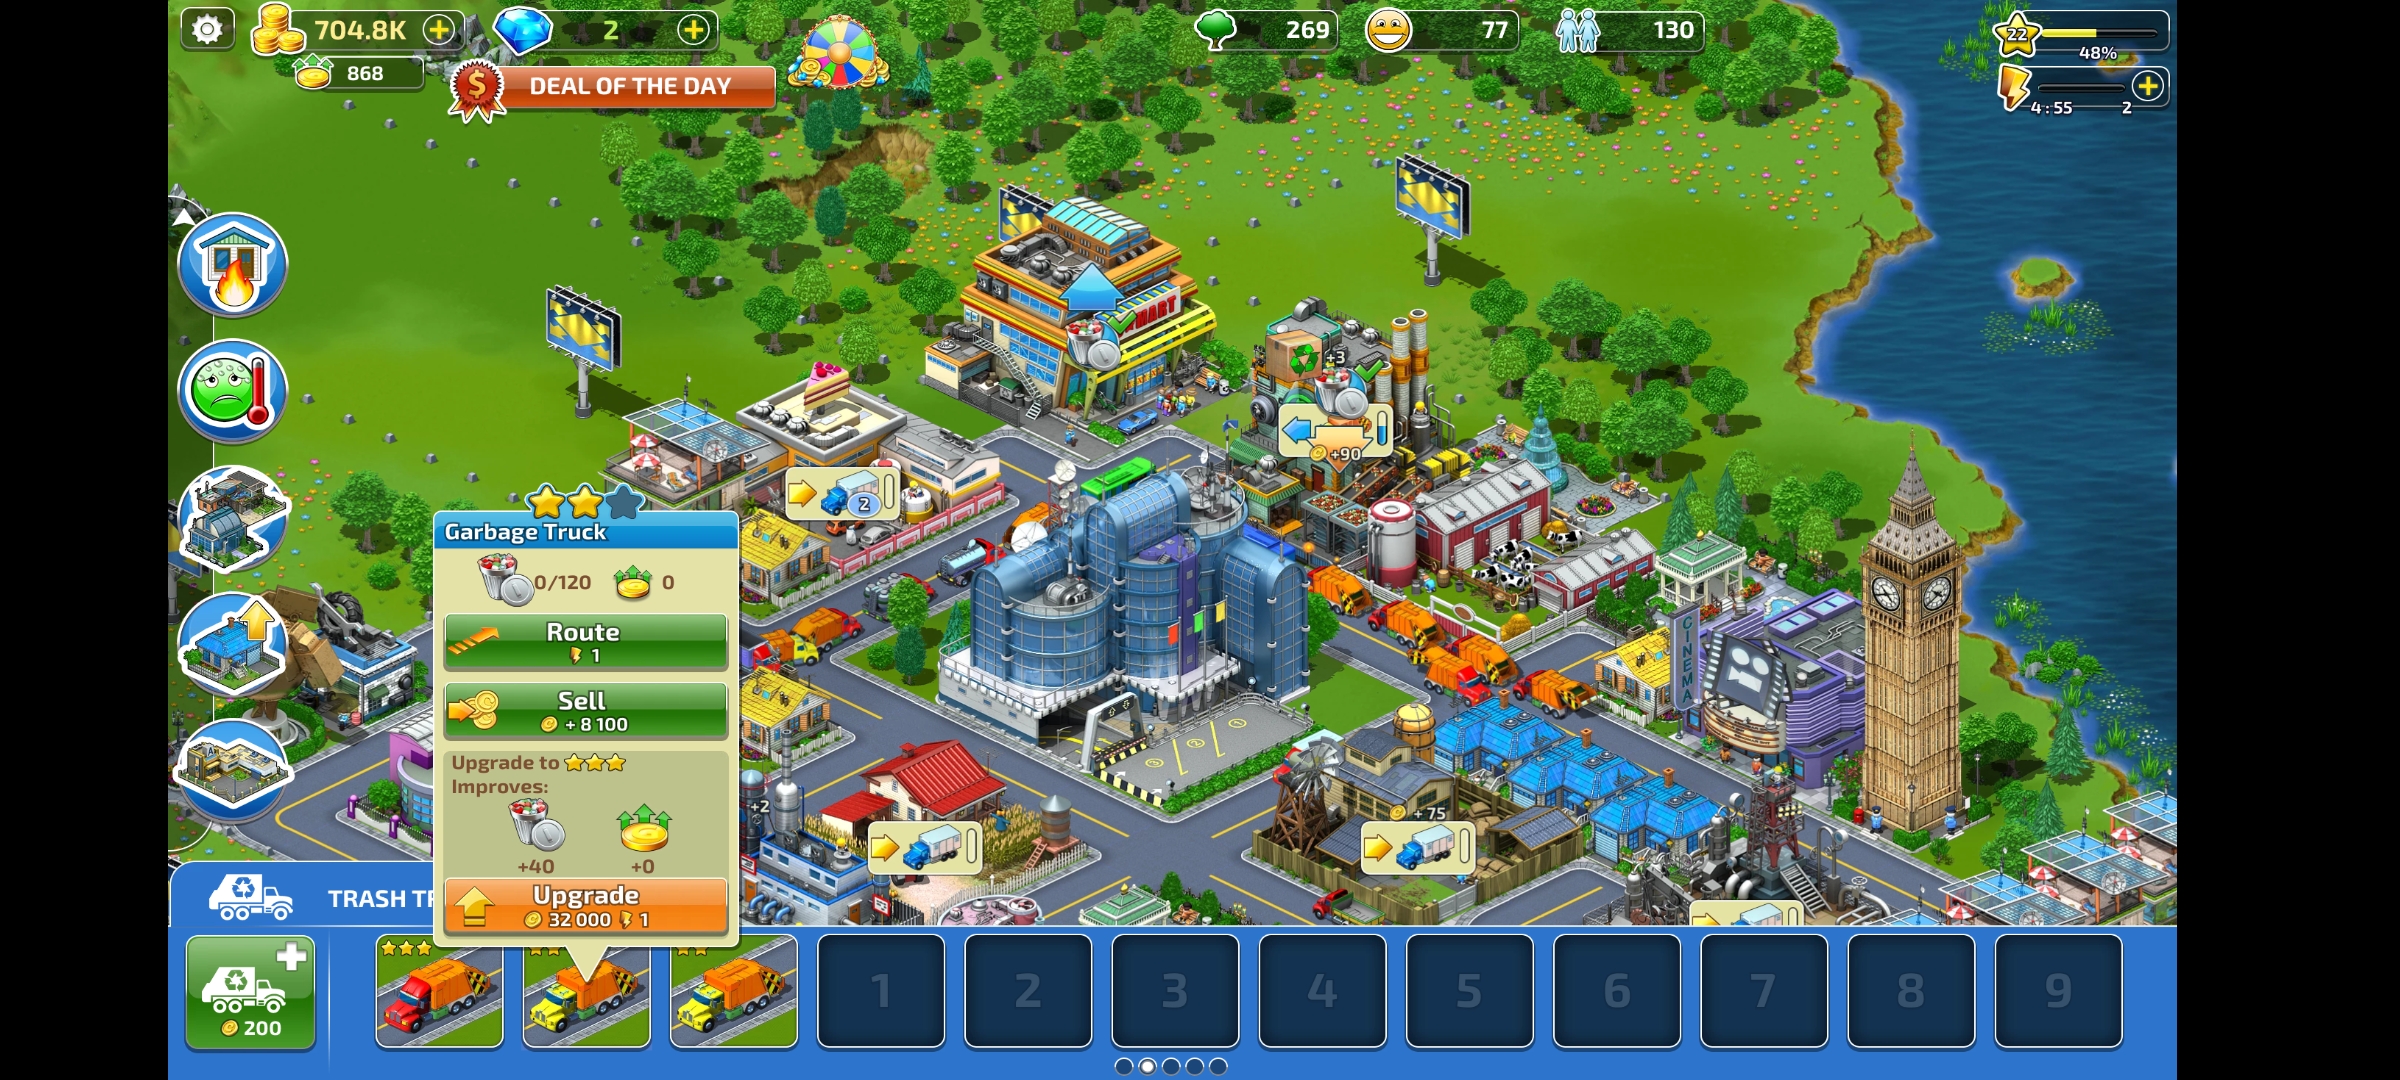 704.8K
2
269
77
130
22
48%
868
DEAL OF THE DAY
4:55
2
+3
+90
2
Garbage Truck
0/120
0
Route
1
Sell
+ 8 100
Upgrade to
Improves:
+40
+0
Upgrade
32 000
1
CINEMA
+2
+ 75
TRASH TR
200
1
2
3
4
5
6
7
8
9